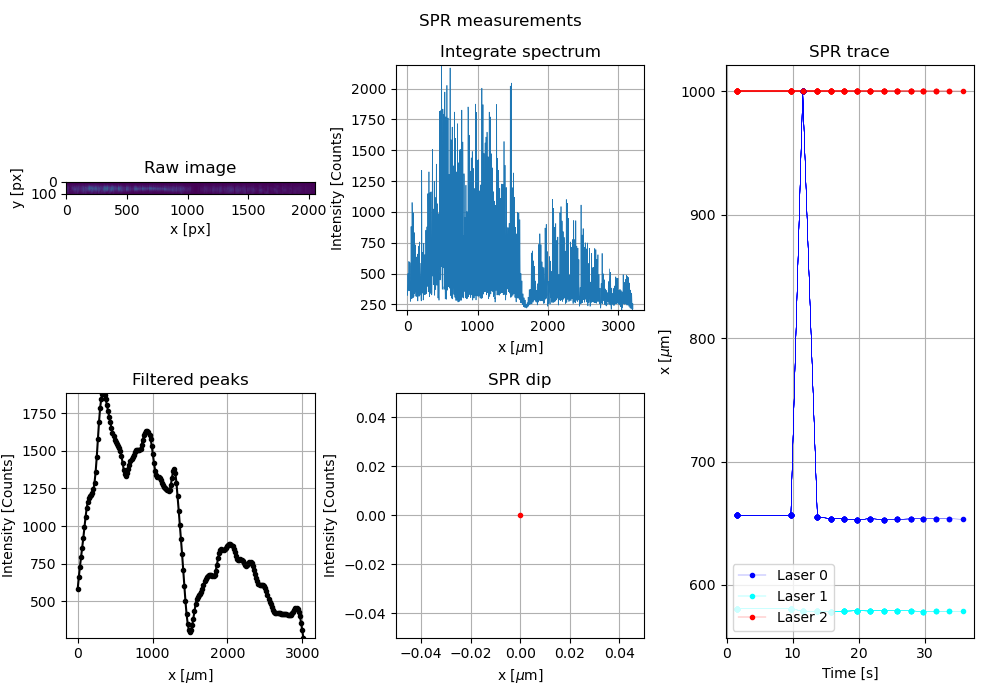 SPR measurements
Raw image
y [px]
0
100
0 500 1000 1500 2000
x [px]
Integrate spectrum
Intensity [Counts]
2000
1750
1500
1250
1000
750
500
250
0 1000 2000 3000
x [μm]
SPR trace
x [μm]
1000
900
800
700
600
Laser 0
Laser 1
Laser 2
0 10 20 30
Time [s]
Filtered peaks
Intensity [Counts]
1750
1500
1250
1000
750
500
0 1000 2000 3000
x [μm]
SPR dip
Intensity [Counts]
0.04
0.02
0.00
−0.02
−0.04
−0.04 −0.02 0.00 0.02 0.04
x [μm]